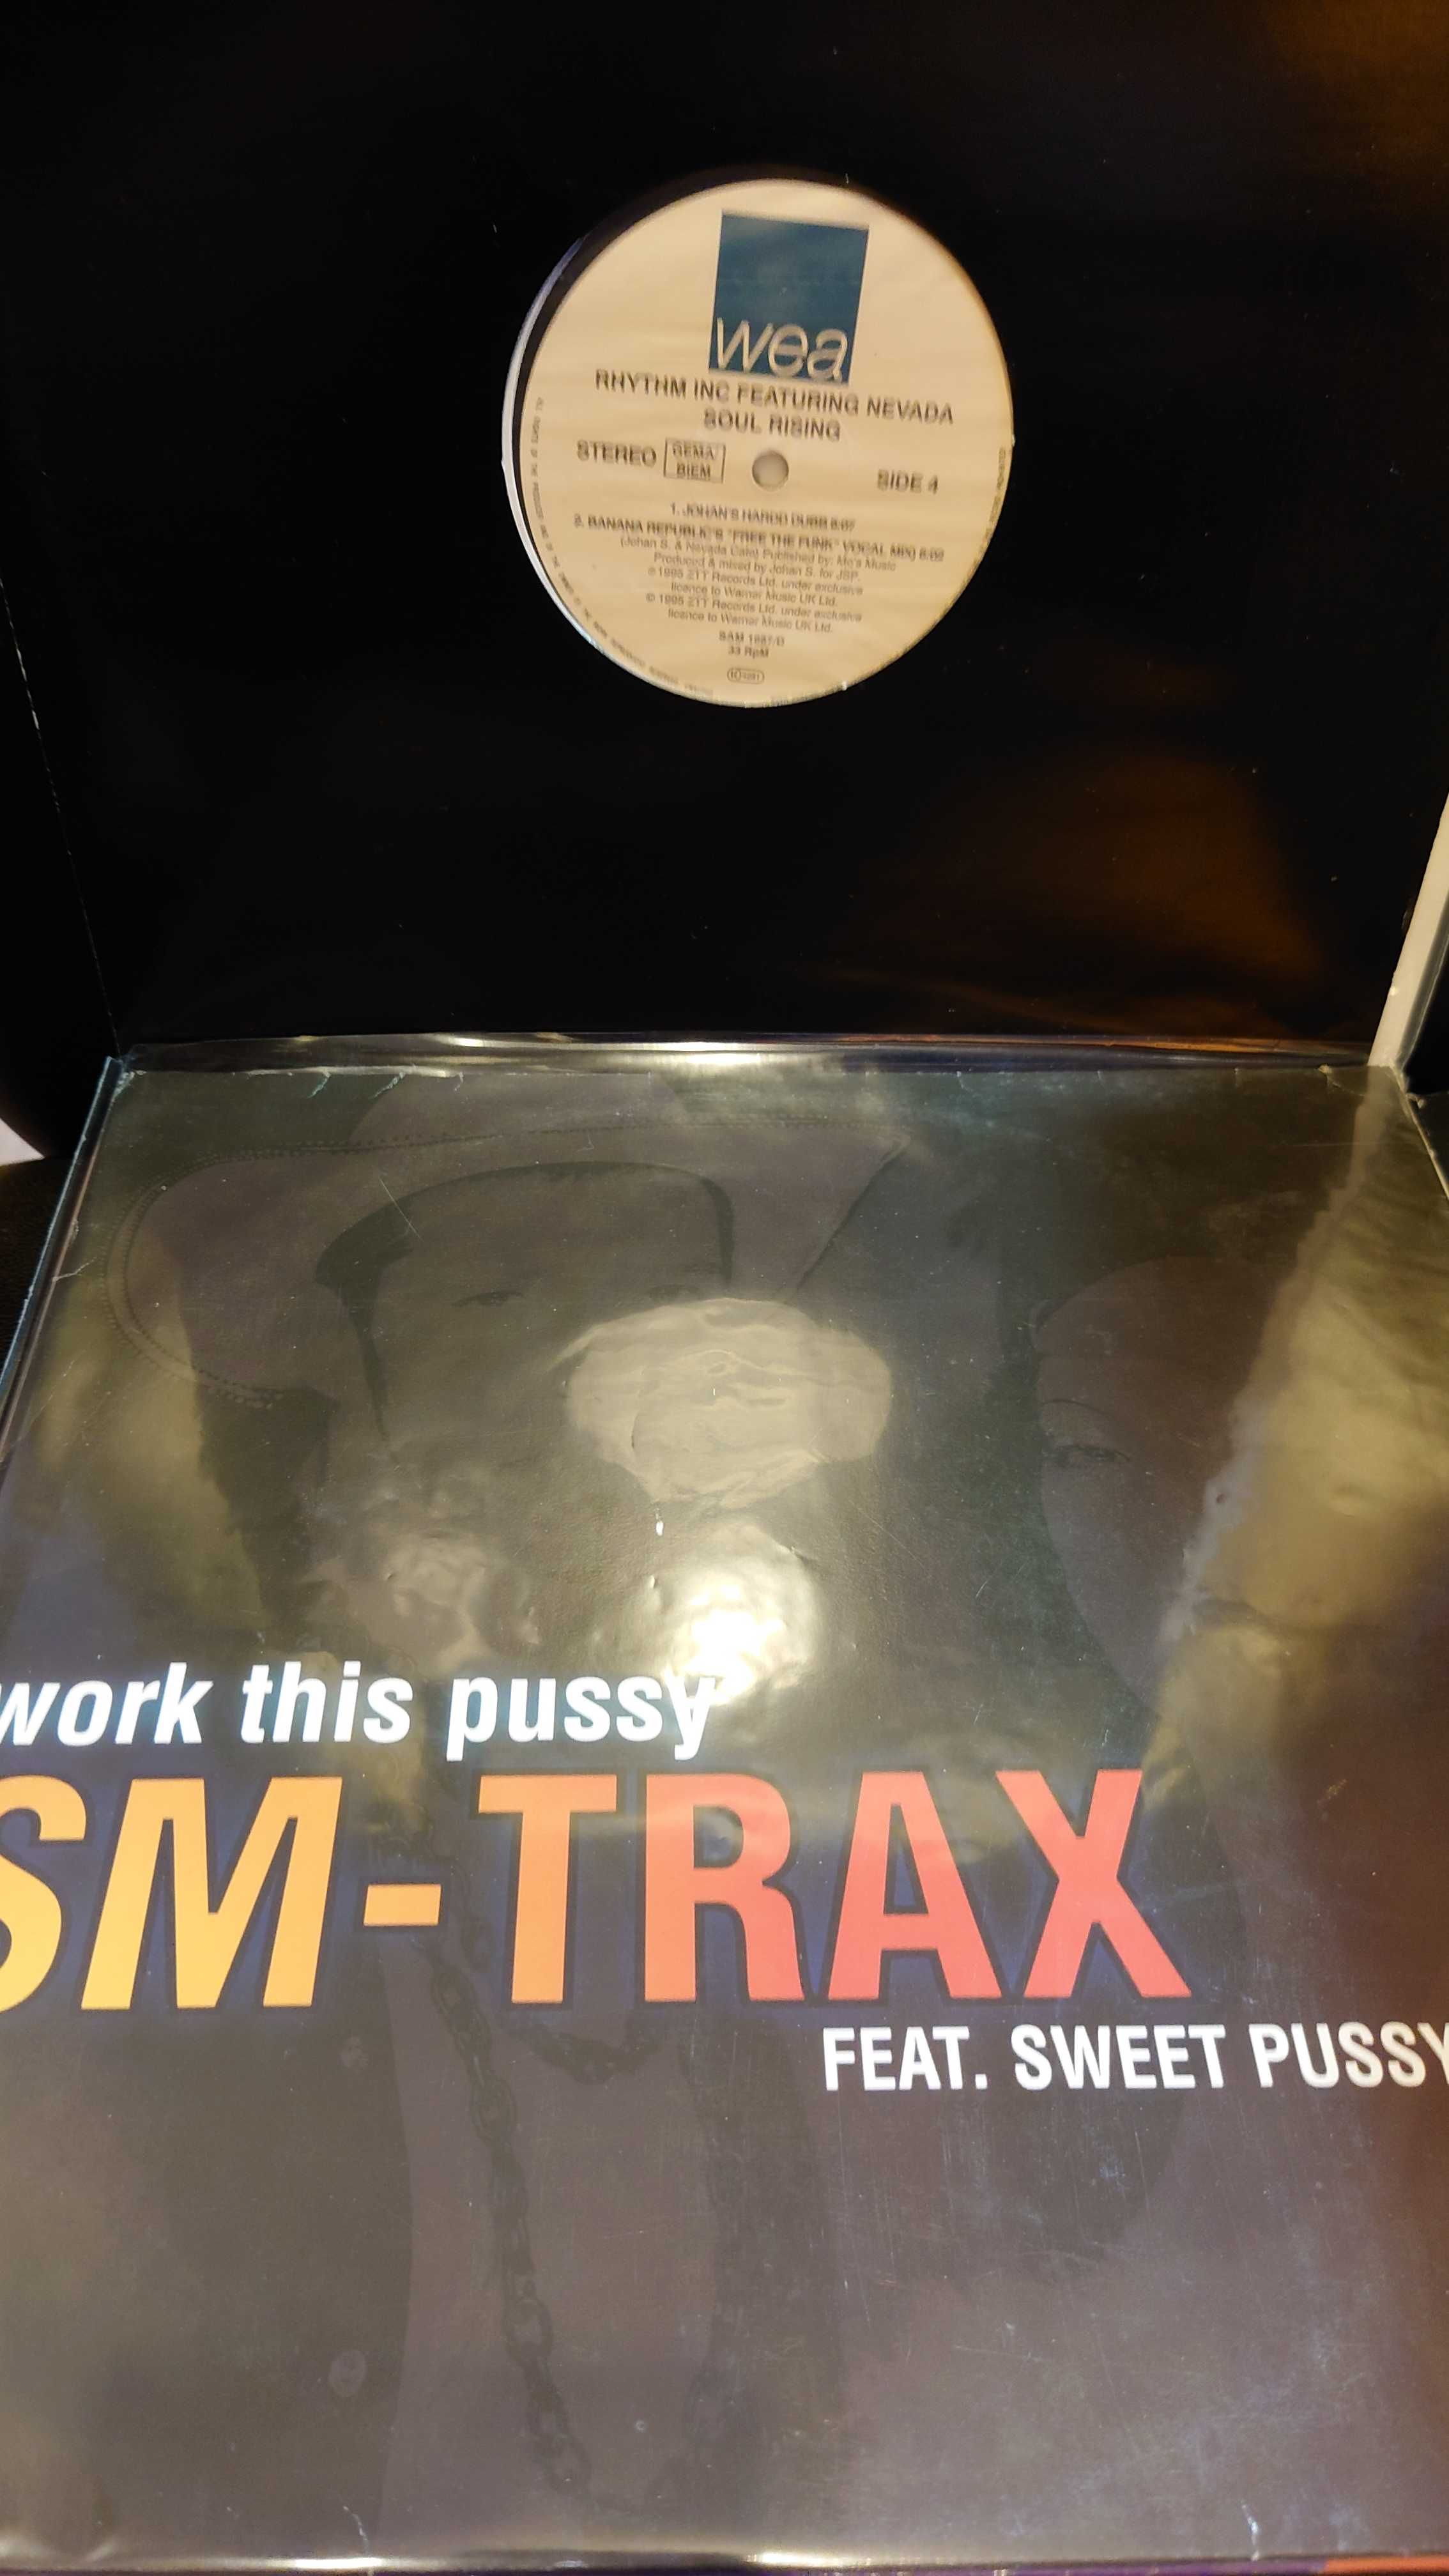 wea
RHYTHM INC FEATURING NEVADA
SOUL RISING
STEREO GEMA BIEM SIDE 4
1. JOHAN'S HARDD DUBB 8:07
2. BANANA REPUBLIC'S "FREE THE FUNK" VOCAL MIX) 8:02
(Johan S. & Nevada Cato) Published by: Mo's Music
Produced & mixed by Johan S. for JSP.
℗ 1995 ZTT Records Ltd. under exclusive
licence to Warner Music UK Ltd.
© 1995 ZTT Records Ltd. under exclusive
licence to Warner Music UK Ltd.
33 RpM
work this pussy
SM-TRAX
FEAT. SWEET PUSSY